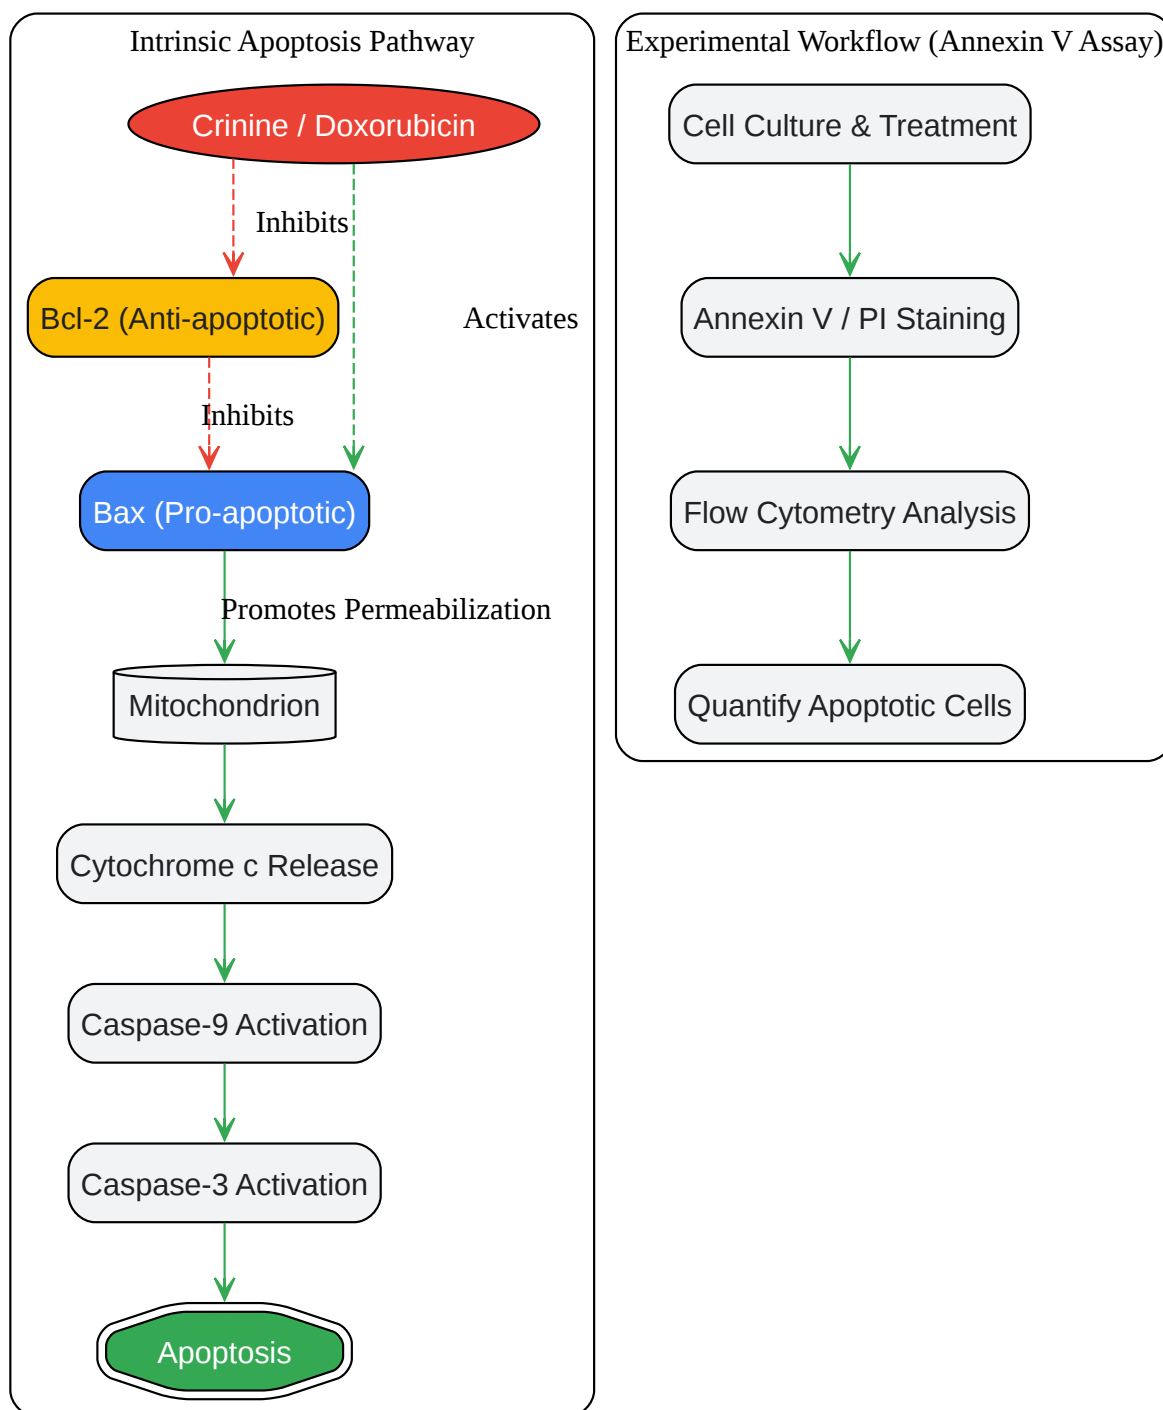 Intrinsic Apoptosis Pathway
Crinine / Doxorubicin
Inhibits
Bcl-2 (Anti-apoptotic)
Activates
Inhibits
Bax (Pro-apoptotic)
Promotes Permeabilization
Mitochondrion
Cytochrome c Release
Caspase-9 Activation
Caspase-3 Activation
Apoptosis
Experimental Workflow (Annexin V Assay)
Cell Culture & Treatment
Annexin V / PI Staining
Flow Cytometry Analysis
Quantify Apoptotic Cells